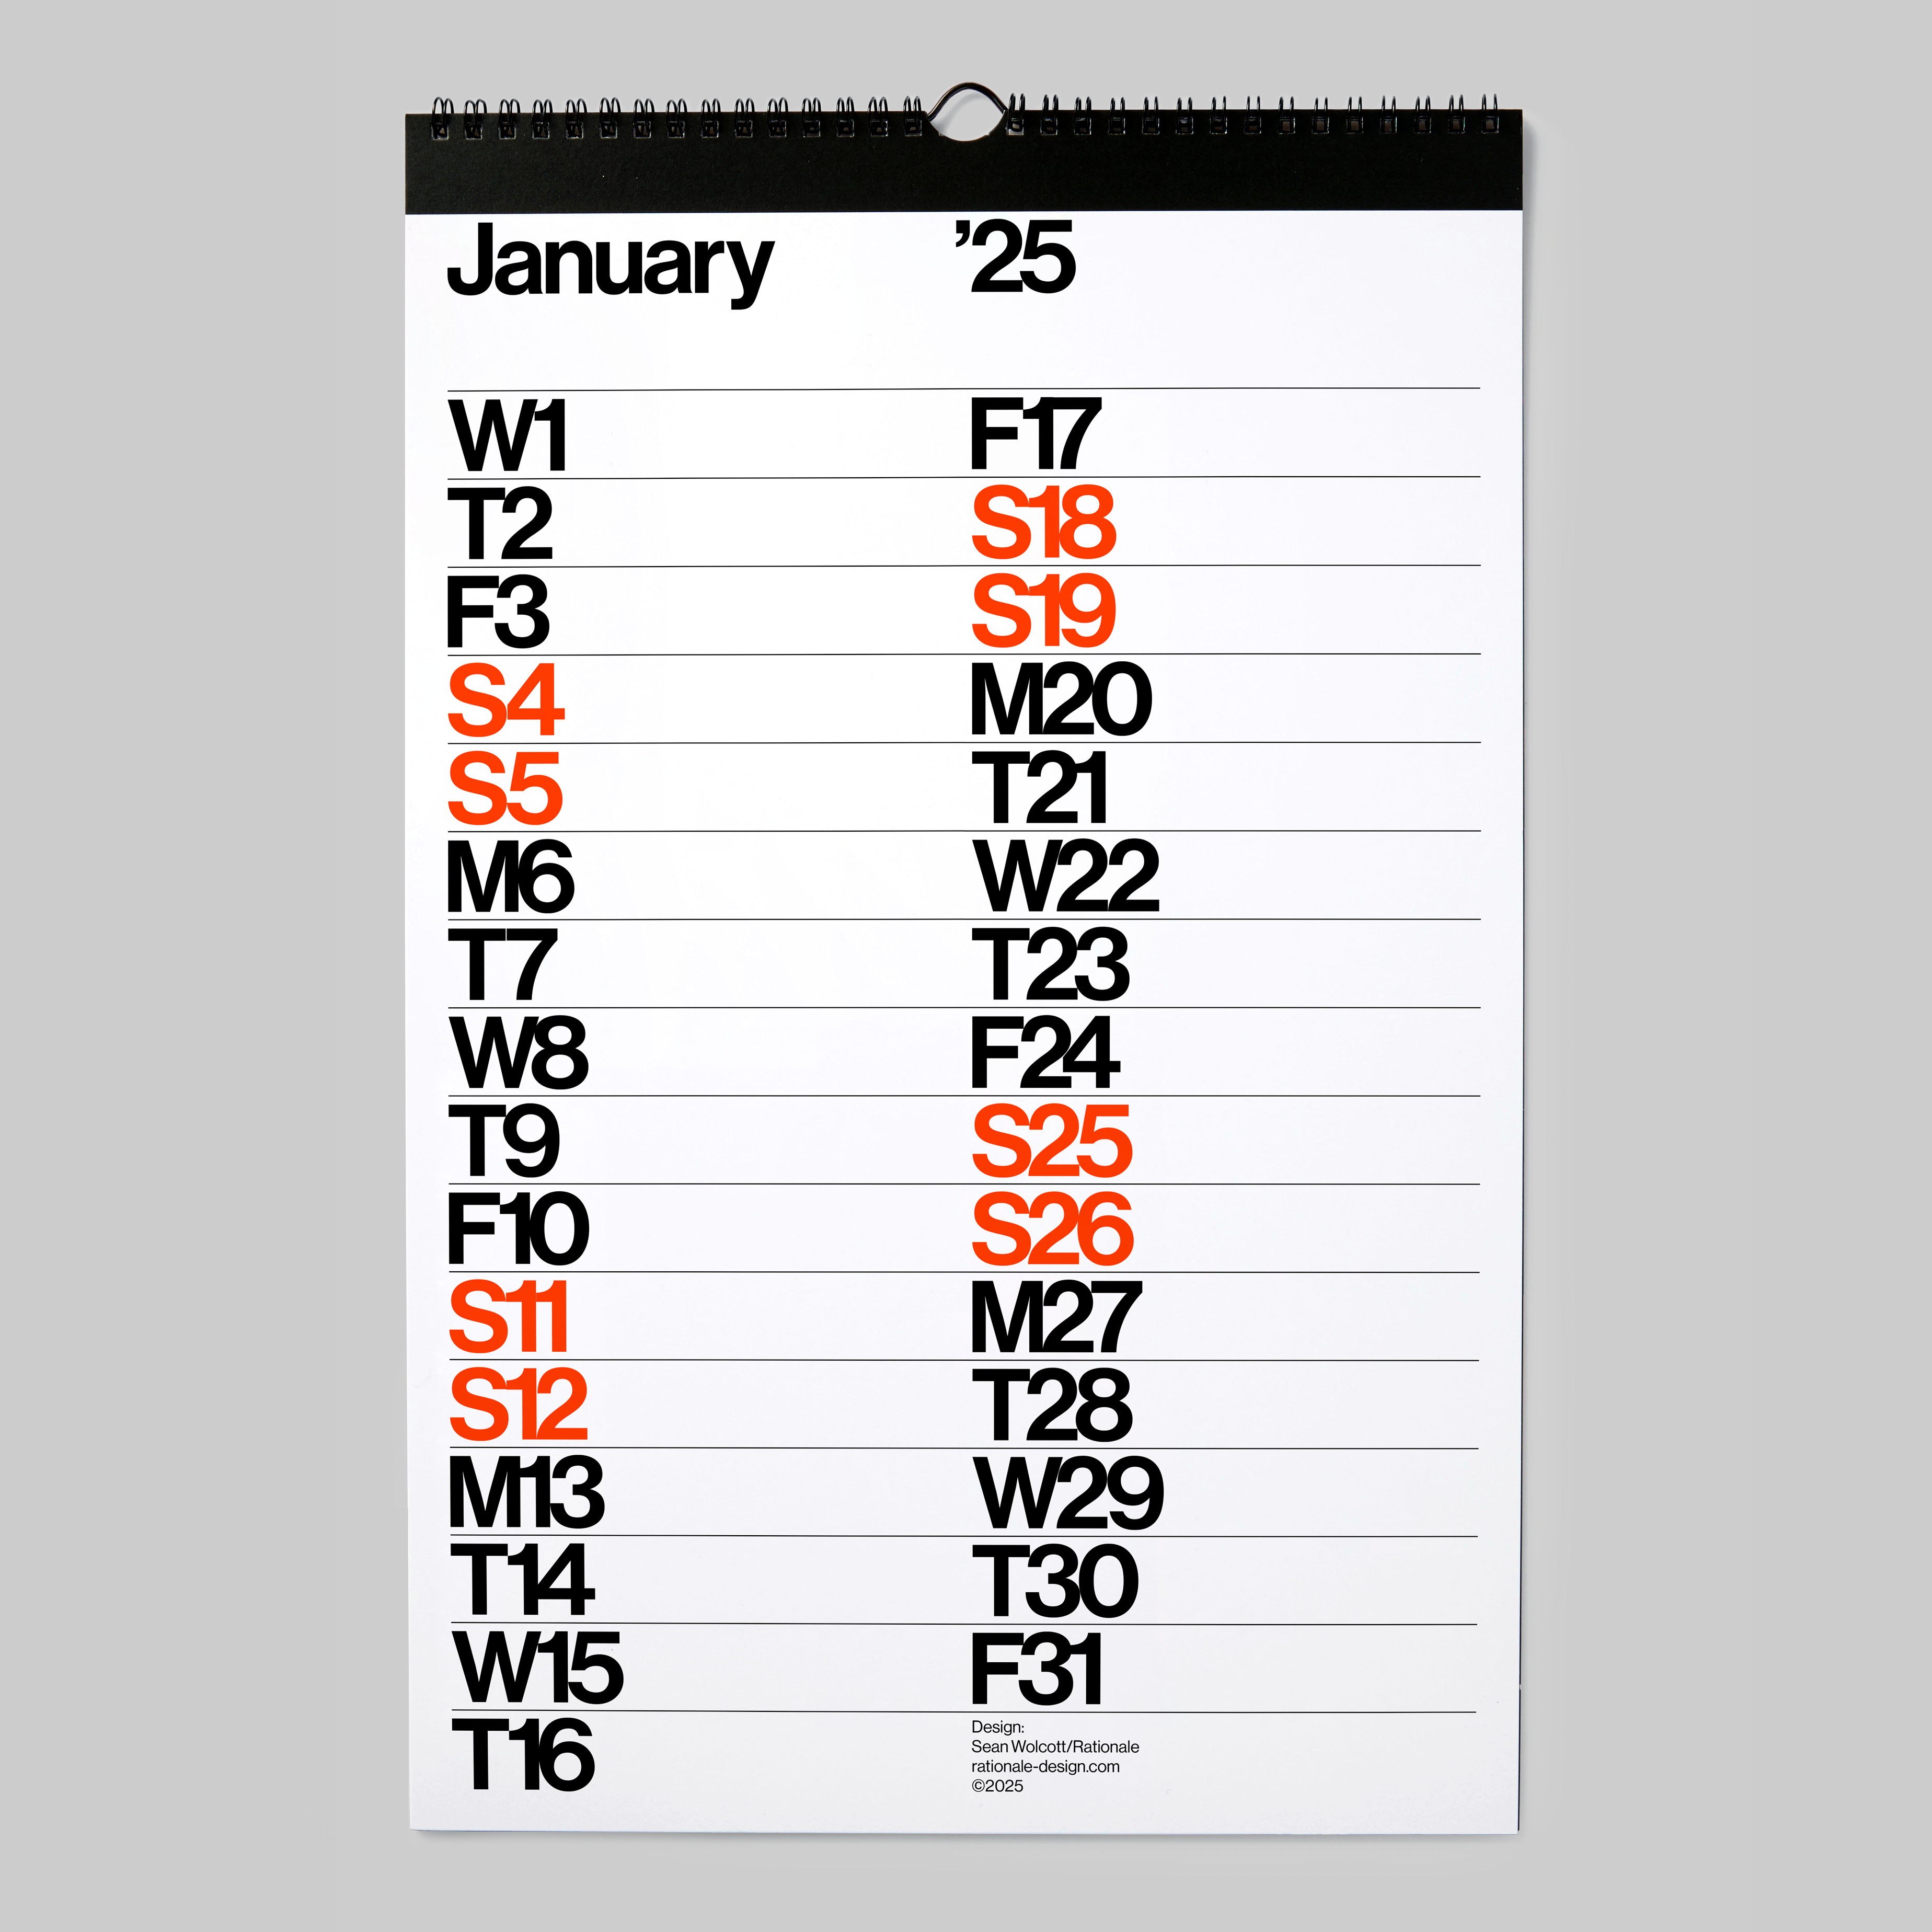 January ’25
W1
T2
F3
S4
S5
M6
T7
W8
T9
F10
S11
S12
M13
T14
W15
T16
F17
S18
S19
M20
T21
W22
T23
F24
S25
S26
M27
T28
W29
T30
F31
Design:
Sean Wolcott/Rationale
rationale-design.com
©2025